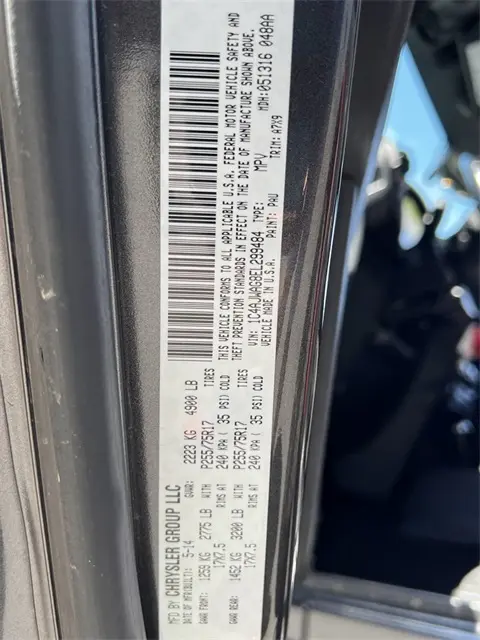 MFD BY CHRYSLER GROUP LLC
DATE OF MFR(BUILT): 5-14 GVWR: 2223 KG 4900 LB
GAWR FRONT: 1259 KG 2775 LB WITH P255/75R17 TIRES
17X7.5 RIMS AT 240 KPA ( 35 PSI) COLD
GAWR REAR: 1452 KG 3200 LB WITH P255/75R17 TIRES
17X7.5 RIMS AT 240 KPA ( 35 PSI) COLD
THIS VEHICLE CONFORMS TO ALL APPLICABLE U.S.A. FEDERAL MOTOR VEHICLE SAFETY AND
THEFT PREVENTION STANDARDS IN EFFECT ON THE DATE OF MANUFACTURE SHOWN ABOVE.
VIN: 1C4AJWAG8EL299484 TYPE: MPV MDH:051316 048AA
VEHICLE MADE IN U.S.A. PAINT: PAU TRIM: A7X9